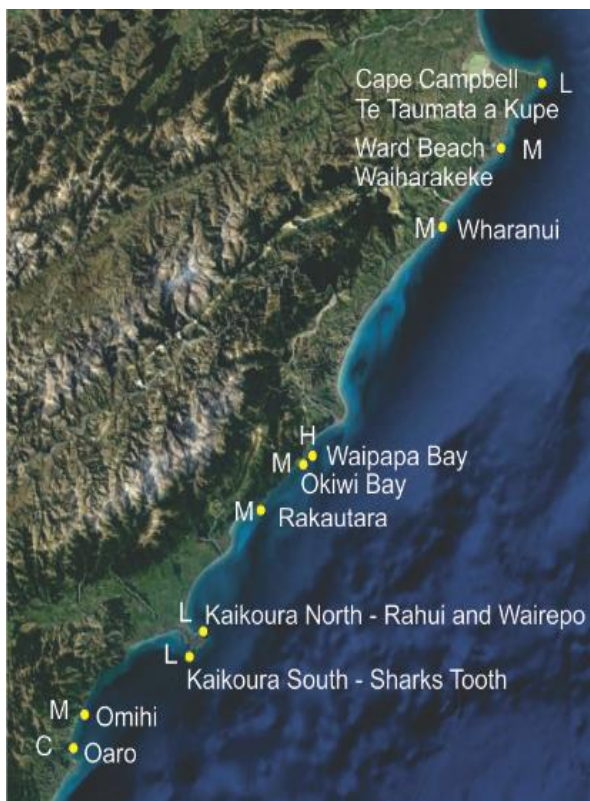 Cape Campbell L
Te Taumata a Kupe
Ward Beach M
Waiharakeke
M Wharanui
H
Waipapa Bay
M
Okiwi Bay
M Rakautara
L Kaikoura North - Rahui and Wairepo
L
Kaikoura South - Sharks Tooth
M Omihi
C Oaro